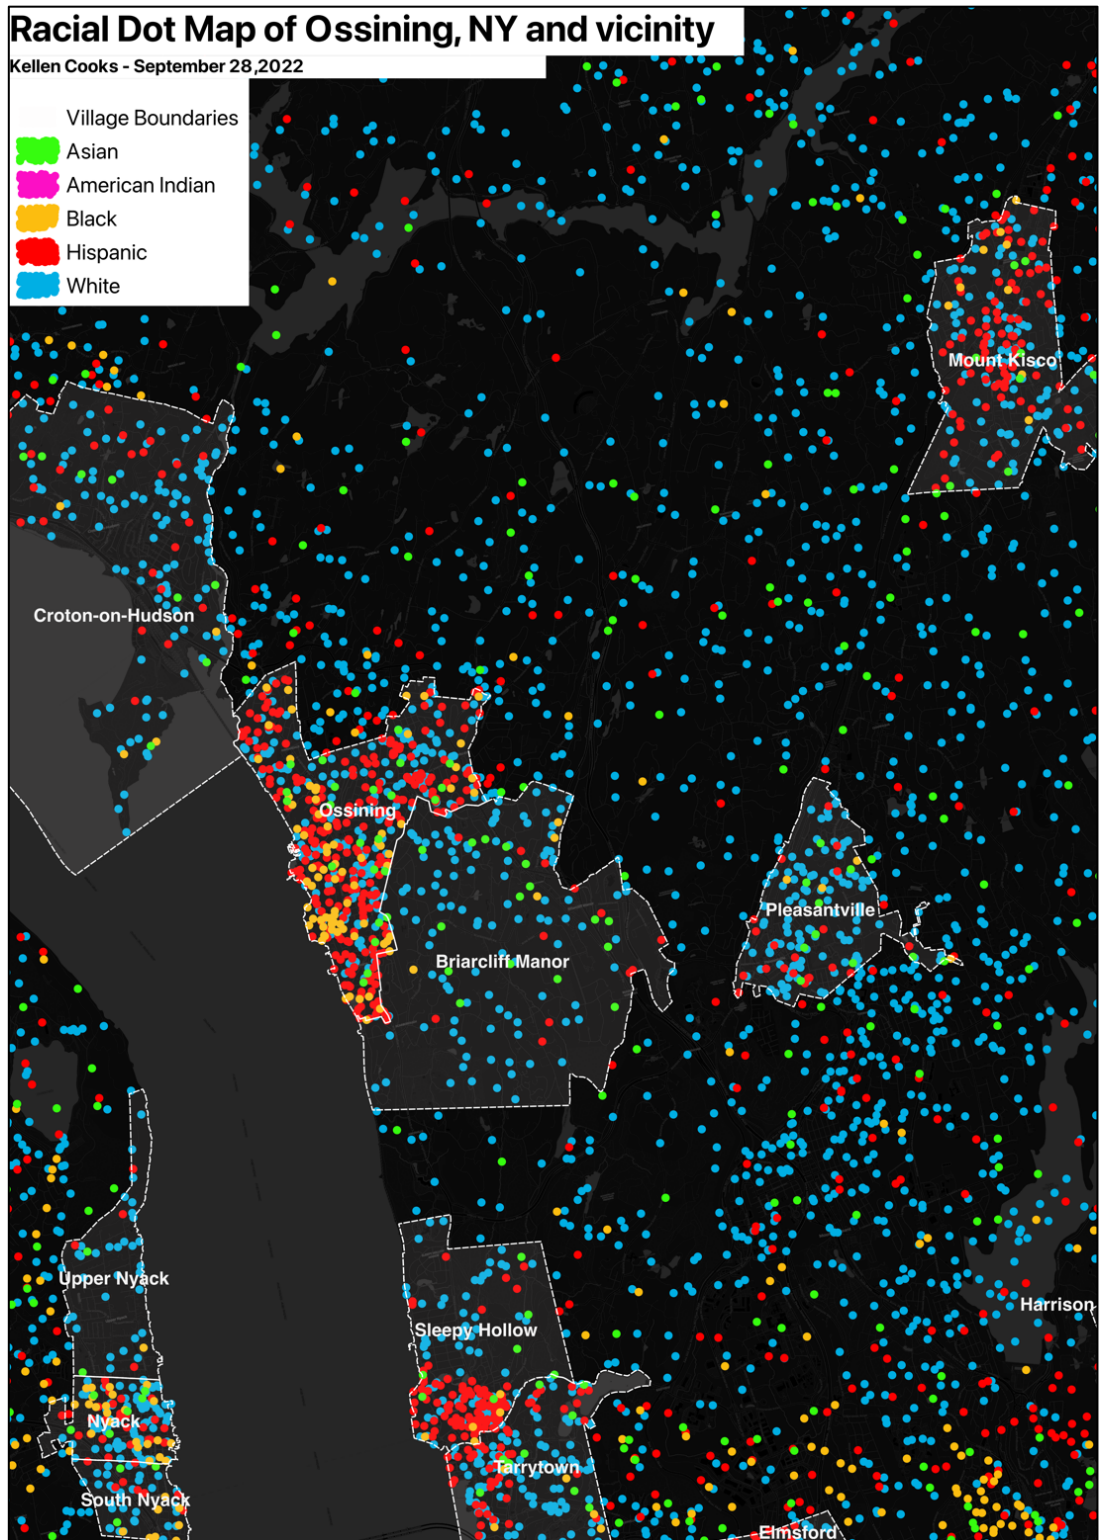 Racial Dot Map of Ossining, NY and vicinity
Kellen Cooks - September 28,2022
Village Boundaries
Asian
American Indian
Black
Hispanic
White
Mount Kisco
Croton-on-Hudson
Ossining
Pleasantville
Briarcliff Manor
Upper Nyack
Harrison
Sleepy Hollow
Nyack
Tarrytown
South Nyack
Elmsford